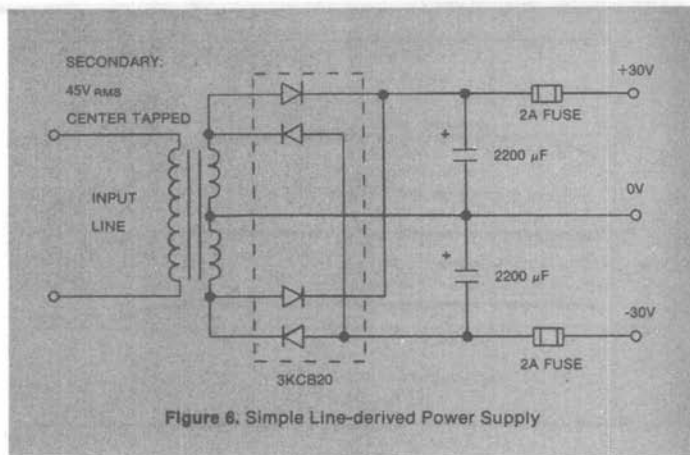 SECONDARY:
45V RMS
CENTER TAPPED
INPUT
LINE
+30V
2A FUSE
+
2200 µF
0V
+
2200 µF
-30V
2A FUSE
3KCB20
Figure 6. Simple Line-derived Power Supply